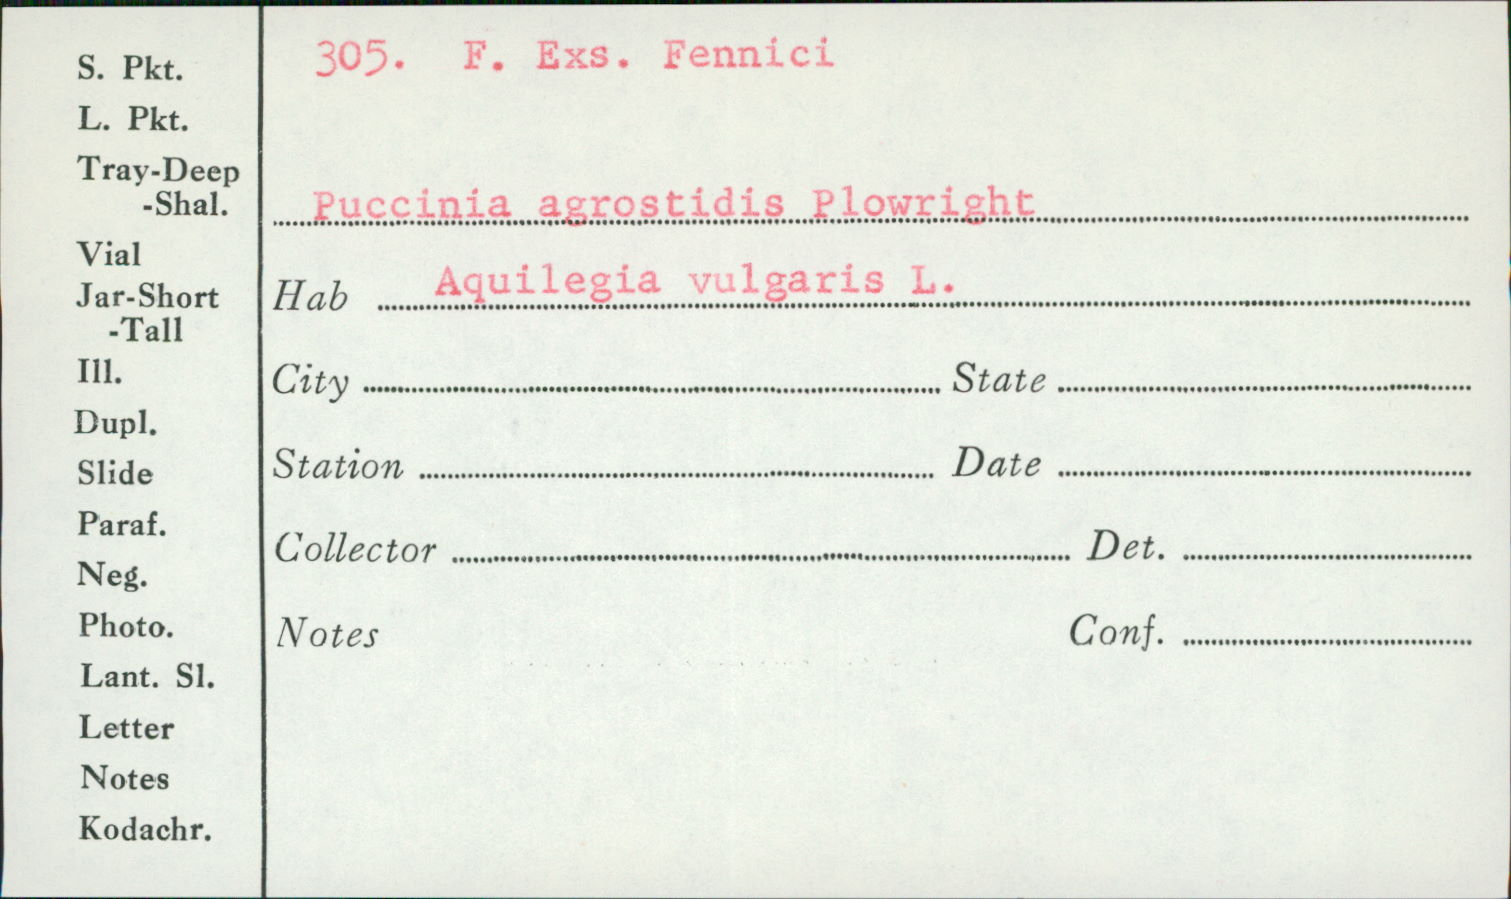 305. F. Exs. Fennici
Puccinia agrostidis Plowright
Hab Aquilegia vulgaris L.
City State
Station Date
Collector Det.
Notes Conf.
S. Pkt.
L. Pkt.
Tray-Deep
-Shal.
Vial
Jar-Short
-Tall
Ill.
Dupl.
Slide
Paraf.
Neg.
Photo.
Lant. Sl.
Letter
Notes
Kodachr.